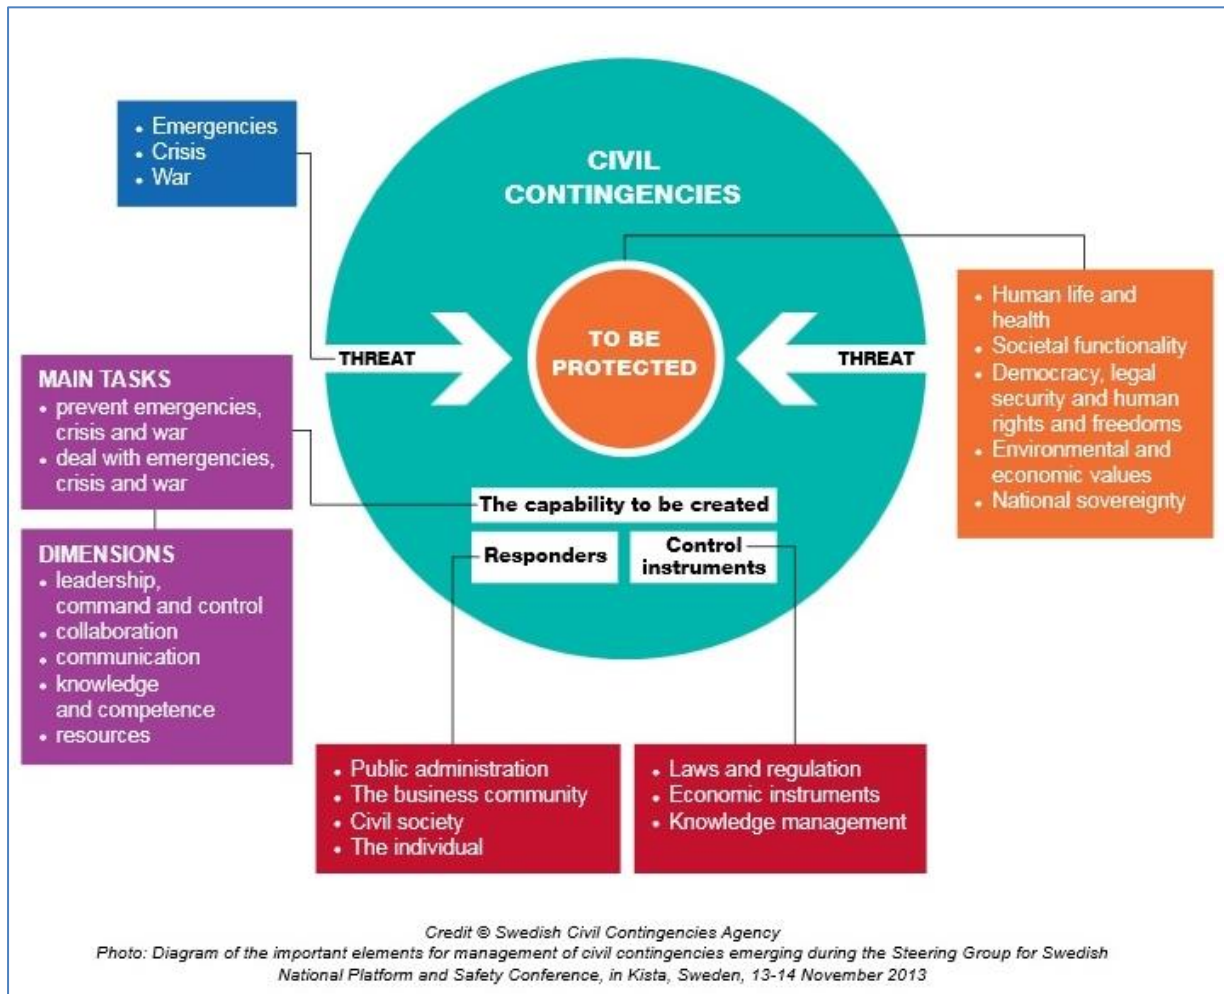 • Emergencies
• Crisis
• War
CIVIL
CONTINGENCIES
THREAT
TO BE
PROTECTED
THREAT
• Human life and
health
• Societal functionality
• Democracy, legal
security and human
rights and freedoms
• Environmental and
economic values
• National sovereignty
MAIN TASKS
• prevent emergencies,
crisis and war
• deal with emergencies,
crisis and war
The capability to be created
Responders
Control
instruments
DIMENSIONS
• leadership,
command and control
• collaboration
• communication
• knowledge
and competence
• resources
• Public administration
• The business community
• Civil society
• The individual
• Laws and regulation
• Economic instruments
• Knowledge management
Credit © Swedish Civil Contingencies Agency
Photo: Diagram of the important elements for management of civil contingencies emerging during the Steering Group for Swedish
National Platform and Safety Conference, in Kista, Sweden, 13-14 November 2013